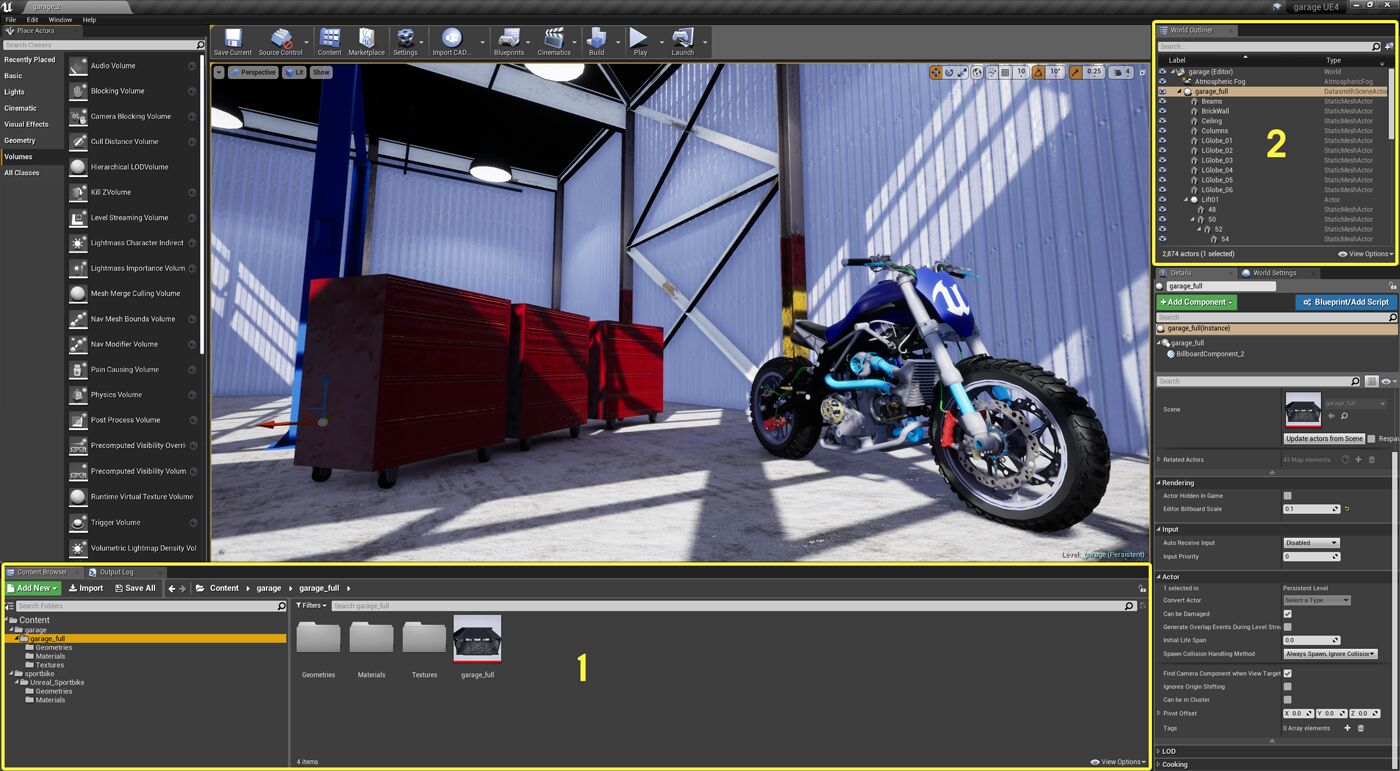 garage_2
garage UE4
File Edit Window Help
Place Actors
Search Classes
Recently Placed
Basic
Lights
Cinematic
Visual Effects
Geometry
Volumes
All Classes
Audio Volume
Blocking Volume
Camera Blocking Volume
Cull Distance Volume
Hierarchical LODVolume
Kill ZVolume
Level Streaming Volume
Lightmass Character Indirect
Lightmass Importance Volum
Mesh Merge Culling Volume
Nav Mesh Bounds Volume
Nav Modifier Volume
Pain Causing Volume
Physics Volume
Post Process Volume
Precomputed Visibility Overri
Precomputed Visibility Volum
Runtime Virtual Texture Volume
Trigger Volume
Volumetric Lightmap Density Vol
Save Current Source Control Content Marketplace Settings Import CAD... Blueprints Cinematics Build Play Launch
Perspective Lit Show
10 10° 0.25 4
Level: garage (Persistent)
World Outliner
Search...
Label Type
garage (Editor) World
Atmospheric Fog AtmosphericFog
garage_full DatasmithSceneActor
Beams StaticMeshActor
BrickWall StaticMeshActor
Ceiling StaticMeshActor
Columns StaticMeshActor
LGlobe_01 StaticMeshActor
LGlobe_02 StaticMeshActor
LGlobe_03 StaticMeshActor
LGlobe_04 StaticMeshActor
LGlobe_05 StaticMeshActor
LGlobe_06 StaticMeshActor
Lift01 Actor
48 StaticMeshActor
50 StaticMeshActor
52 StaticMeshActor
54 StaticMeshActor
2
2,874 actors (1 selected) View Options
Details World Settings
garage_full
+Add Component Blueprint/Add Script
Search
garage_full(Instance)
garage_full
BillboardComponent_2
Search
Scene garage_full
Update actors from Scene Respa
Related Actors 43 Map elements
Rendering
Actor Hidden In Game
Editor Billboard Scale 0.1
Input
Auto Receive Input Disabled
Input Priority 0
Actor
1 selected in Persistent Level
Convert Actor Select a Type
Can be Damaged
Generate Overlap Events During Level Stre
Initial Life Span 0.0
Spawn Collision Handling Method Always Spawn, Ignore Collision
Find Camera Component when View Target
Ignores Origin Shifting
Can be in Cluster
Pivot Offset X 0.0 Y 0.0 Z 0.0
Tags 0 Array elements
LOD
Cooking
Content Browser Output Log
Add New Import Save All Content garage garage_full
Search Folders
Filters Search garage_full
Content
garage
garage_full
Geometries
Materials
Textures
sportbike
Unreal_Sportbike
Geometries
Materials
Geometries Materials Textures garage_full
1
4 items View Options